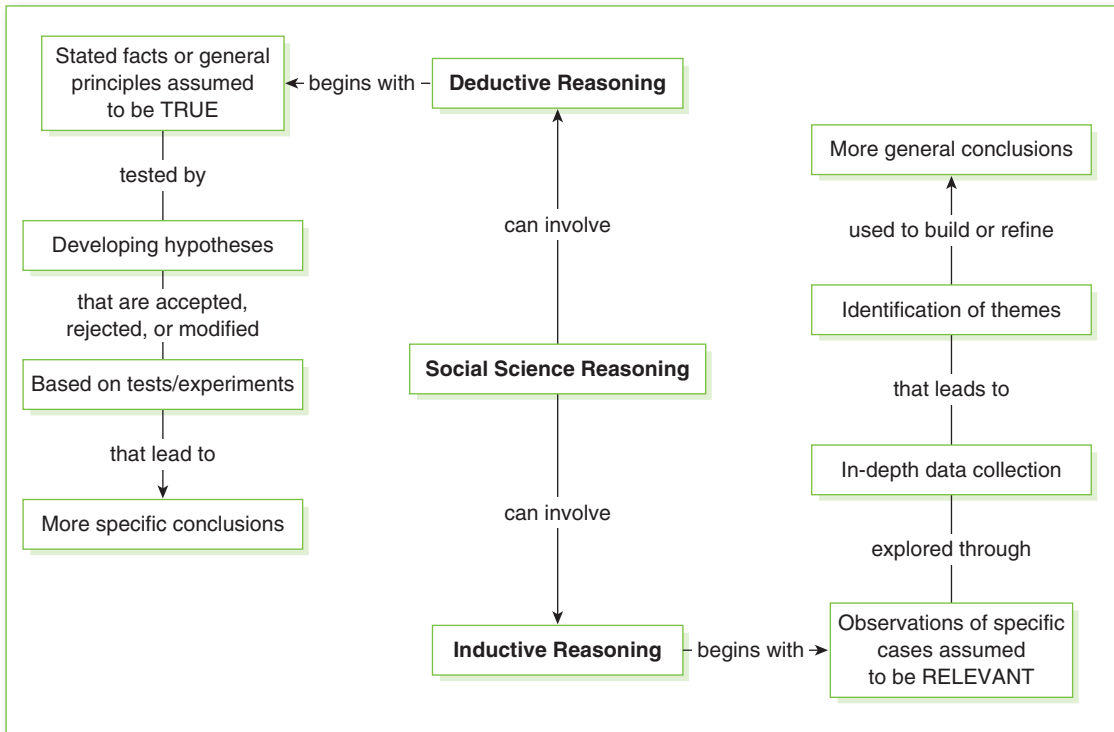 Stated facts or general
principles assumed
to be TRUE
begins with
Deductive Reasoning
tested by
Developing hypotheses
that are accepted,
rejected, or modified
Based on tests/experiments
that lead to
More specific conclusions
can involve
Social Science Reasoning
can involve
Inductive Reasoning
begins with
Observations of specific
cases assumed
to be RELEVANT
explored through
In-depth data collection
that leads to
Identification of themes
used to build or refine
More general conclusions